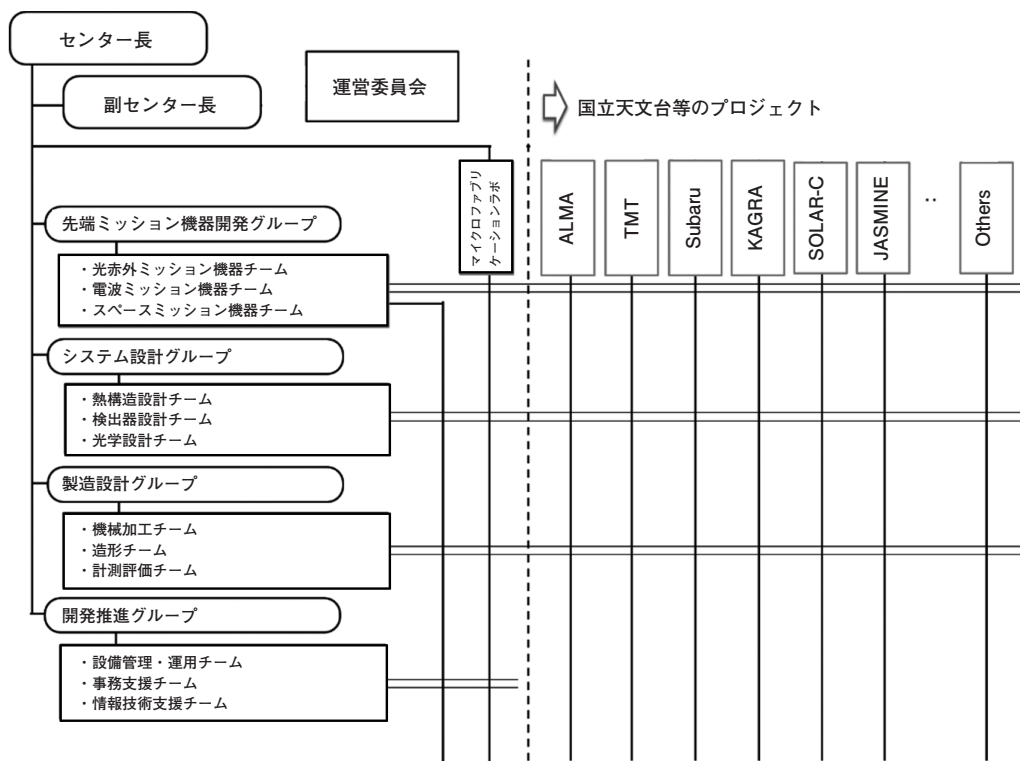 センター長
副センター長
運営委員会
国立天文台等のプロジェクト
マイクロファブリ
ケーションラボ
ALMA
TMT
Subaru
KAGRA
SOLAR-C
JASMINE
..
Others
先端ミッション機器開発グループ
・光赤外ミッション機器チーム
・電波ミッション機器チーム
・スペースミッション機器チーム
システム設計グループ
・熱構造設計チーム
・検出器設計チーム
・光学設計チーム
製造設計グループ
・機械加工チーム
・造形チーム
・計測評価チーム
開発推進グループ
・設備管理・運用チーム
・事務支援チーム
・情報技術支援チーム